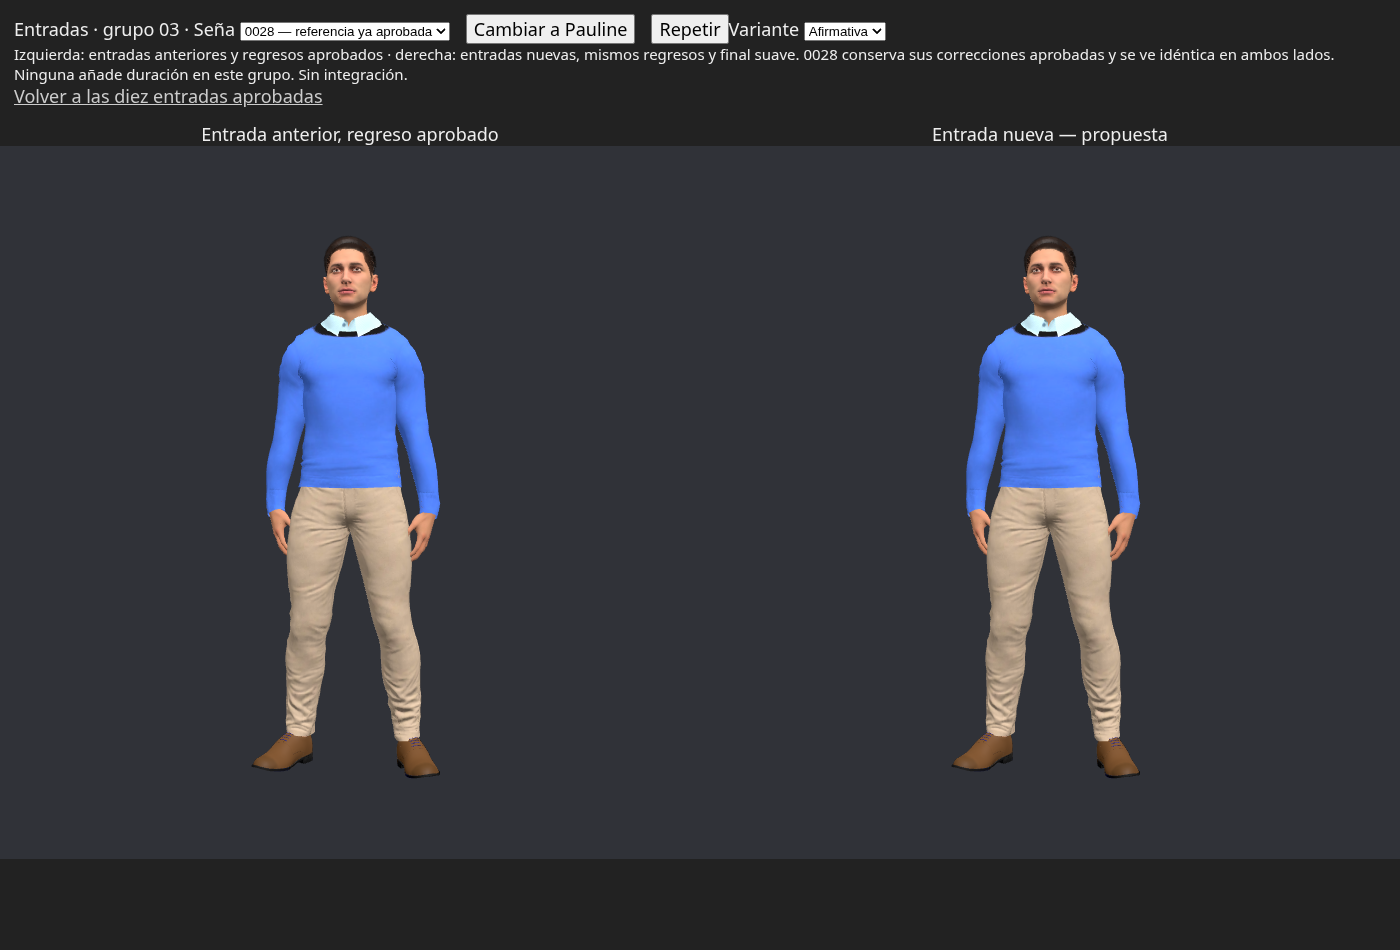 Entradas · grupo 03 · Seña 0028 — referencia ya aprobada Cambiar a Pauline Repetir Variante Afirmativa
Izquierda: entradas anteriores y regresos aprobados · derecha: entradas nuevas, mismos regresos y final suave. 0028 conserva sus correcciones aprobadas y se ve idéntica en ambos lados.
Ninguna añade duración en este grupo. Sin integración.
Volver a las diez entradas aprobadas
Entrada anterior, regreso aprobado
Entrada nueva — propuesta